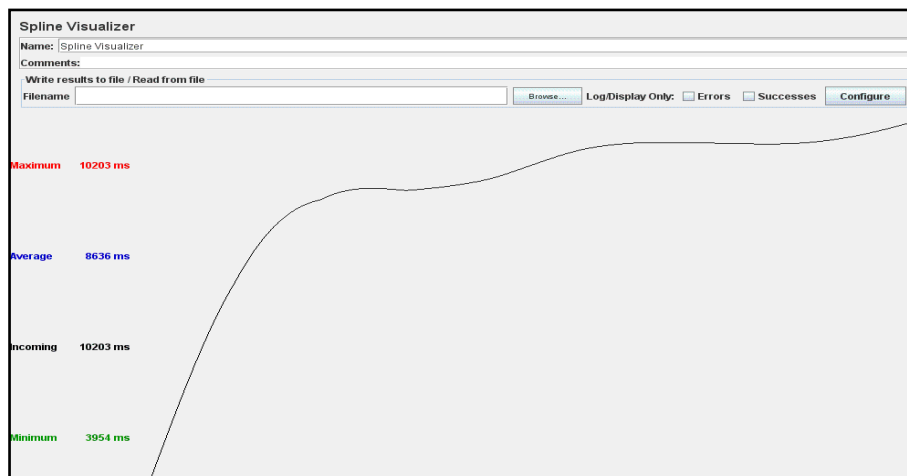 Spline Visualizer
Name: Spline Visualizer
Comments:
Write results to file / Read from file
Filename Browse... Log/Display Only: Errors Successes Configure
Maximum 10203 ms
Average 8636 ms
Incoming 10203 ms
Minimum 3954 ms